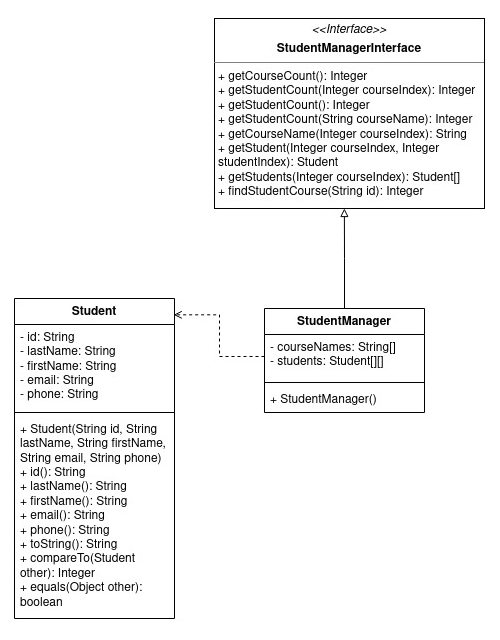 <<Interface>>
StudentManagerInterface
+ getCourseCount(): Integer
+ getStudentCount(Integer courseIndex): Integer
+ getStudentCount(): Integer
+ getStudentCount(String courseName): Integer
+ getCourseName(Integer courseIndex): String
+ getStudent(Integer courseIndex, Integer
studentIndex): Student
+ getStudents(Integer courseIndex): Student[]
+ findStudentCourse(String id): Integer
Student
- id: String
- lastName: String
- firstName: String
- email: String
- phone: String
+ Student(String id, String
lastName, String firstName,
String email, String phone)
+ id(): String
+ lastName(): String
+ firstName(): String
+ email(): String
+ phone(): String
+ toString(): String
+ compareTo(Student
other): Integer
+ equals(Object other):
boolean
StudentManager
- courseNames: String[]
- students: Student[][]
+ StudentManager()